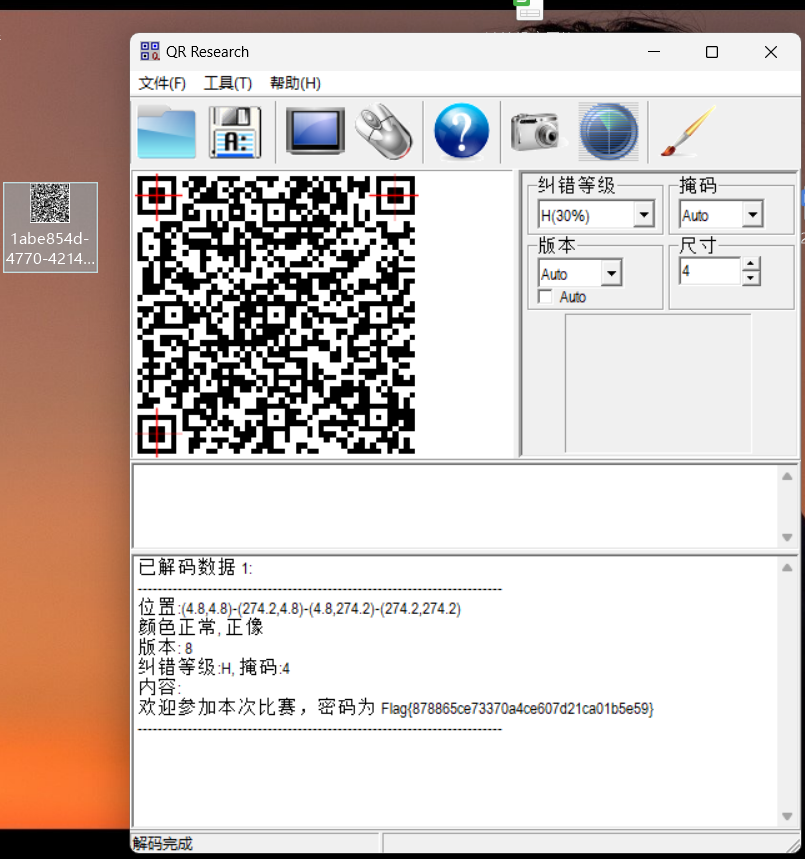 QR Research
文件(F) 工具(T) 帮助(H)
A:
?
1abe854d-
4770-4214...
纠错等级
掩码
H(30%)
Auto
版本
尺寸
Auto
4
Auto
已解码数据 1:
--------------------------------------------------------------------------
位置:(4.8,4.8)-(274.2,4.8)-(4.8,274.2)-(274.2,274.2)
颜色正常, 正像
版本: 8
纠错等级:H, 掩码:4
内容:
欢迎参加本次比赛，密码为 Flag{878865ce73370a4ce607d21ca01b5e59}
--------------------------------------------------------------------------
解码完成